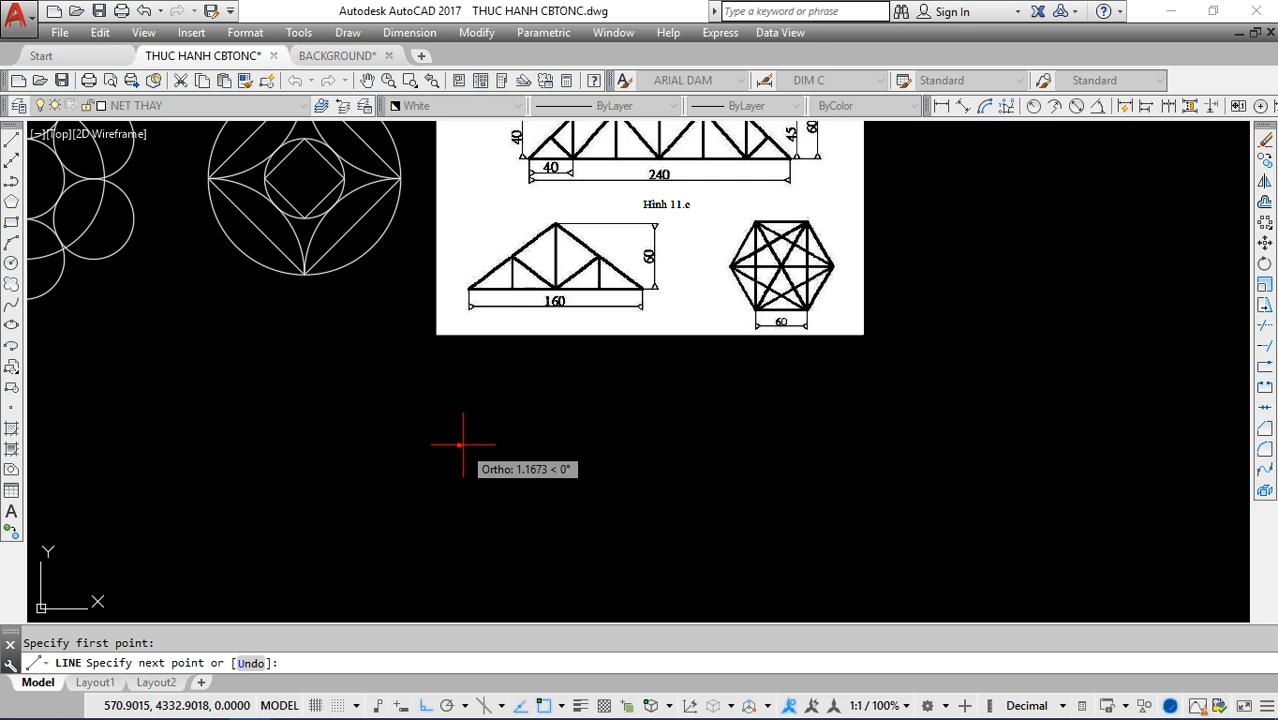 Autodesk AutoCAD 2017 THUC HANH CBTONC.dwg
Type a keyword or phrase
Sign In
File Edit View Insert Format Tools Draw Dimension Modify Parametric Window Help Express Data View
Start THUC HANH CBTONC* BACKGROUND*
ARIAL DAM DIM C Standard Standard
NET THAY White ByLayer ByLayer ByColor
[−][Top][2D Wireframe]
40 45 60
40
240
Hình 11.c
60
160
60
Ortho: 1.1673 < 0°
Y
X
Specify first point:
LINE Specify next point or [Undo]:
Model Layout1 Layout2
570.9015, 4332.9018, 0.0000 MODEL 1:1 / 100% Decimal